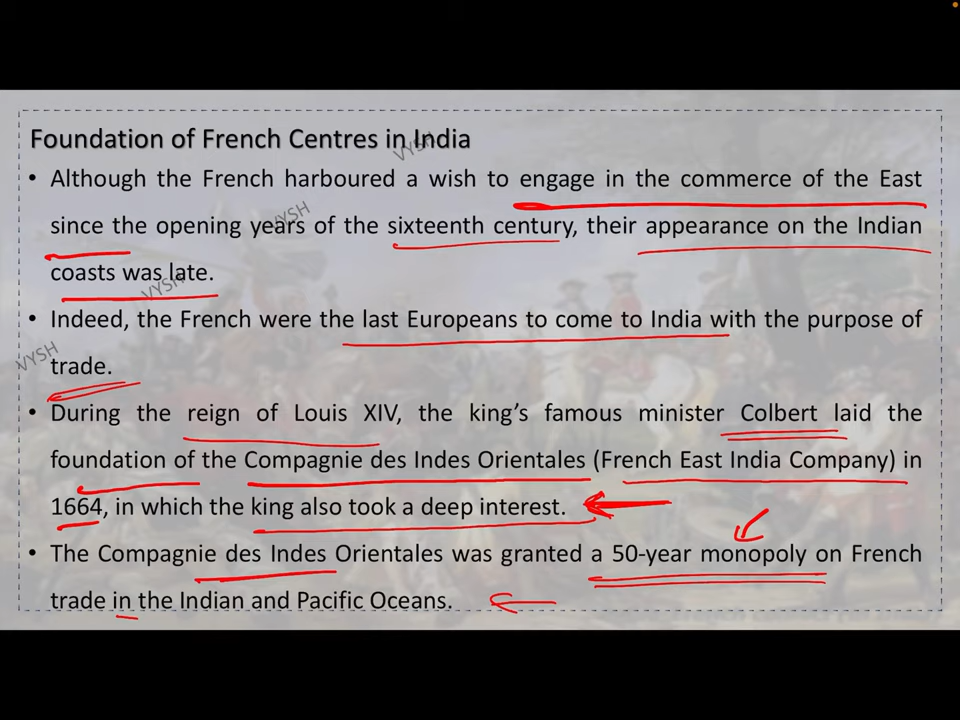 Foundation of French Centres in India
• Although the French harboured a wish to engage in the commerce of the East
since the opening years of the sixteenth century, their appearance on the Indian
coasts was late.
• Indeed, the French were the last Europeans to come to India with the purpose of
trade.
• During the reign of Louis XIV, the king's famous minister Colbert laid the
foundation of the Compagnie des Indes Orientales (French East India Company) in
1664, in which the king also took a deep interest.
• The Compagnie des Indes Orientales was granted a 50-year monopoly on French
trade in the Indian and Pacific Oceans.
VYSH
VYSH
VYSH
VYSH